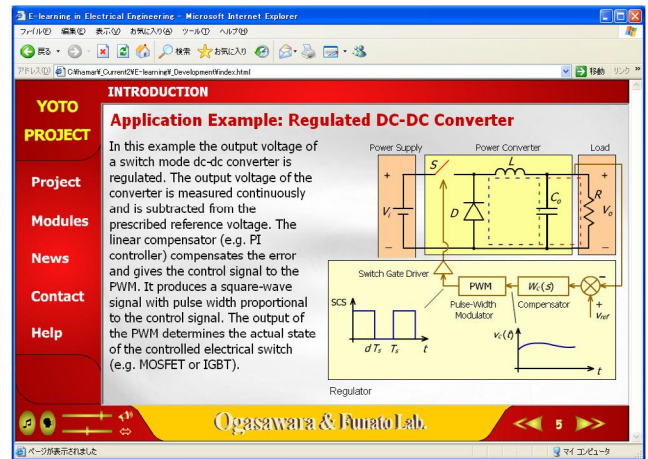 E-learning in Electrical Engineering - Microsoft Internet Explorer
ファイル(F) 編集(E) 表示(V) お気に入り(A) ツール(T) ヘルプ(H)
戻る 検索 お気に入り
アドレス(D) 移動 リンク »
INTRODUCTION
YOTO
PROJECT
Project
Modules
News
Contact
Help
Application Example: Regulated DC-DC Converter
In this example the output voltage of
a switch mode dc-dc converter is
regulated. The output voltage of the
converter is measured continuously
and is subtracted from the
prescribed reference voltage. The
linear compensator (e.g. PI
controller) compensates the error
and gives the control signal to the
PWM. It produces a square-wave
signal with pulse width proportional
to the control signal. The output of
the PWM determines the actual state
of the controlled electrical switch
(e.g. MOSFET or IGBT).
Power Supply Power Converter Load
S L
+ +
Vi D Co R Vo
− −
Switch Gate Driver
PWM Wc(s) −
SCS Pulse-Width Compensator +
Modulator Vref
vc(t)
d Ts Ts t
t
Regulator
Ogasawara & Funato Lab.
<< 5 >>
ページが表示されました マイ コンピュータ